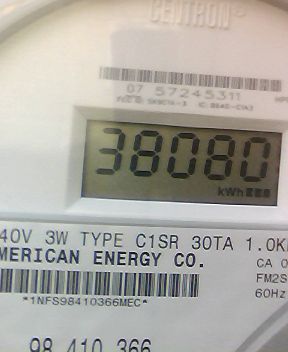 CENTRON®
07 57245311
38080
kWh
40V 3W TYPE C1SR 30TA 1.0K
MERICAN ENERGY CO.
CA 0
FM2S
*1NFS98410366MEC*
60Hz
98 410 366